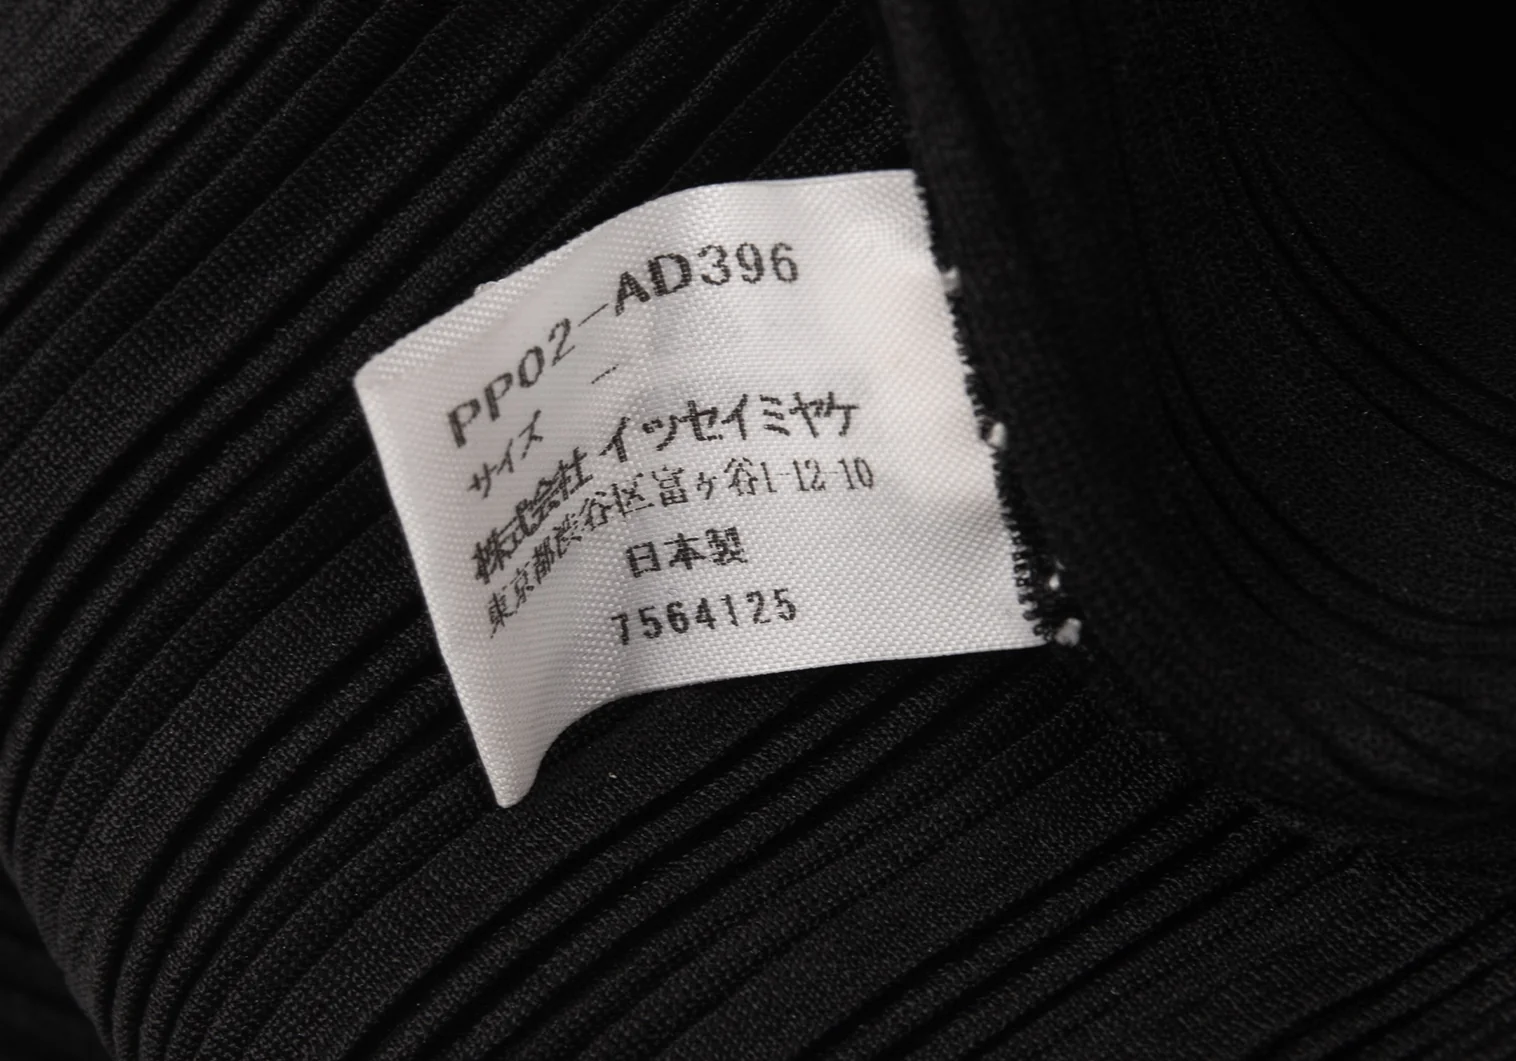 PP02-AD396
サイズ -
株式会社 イッセイミヤケ
東京都渋谷区富ヶ谷1-12-10
日本製
7564125